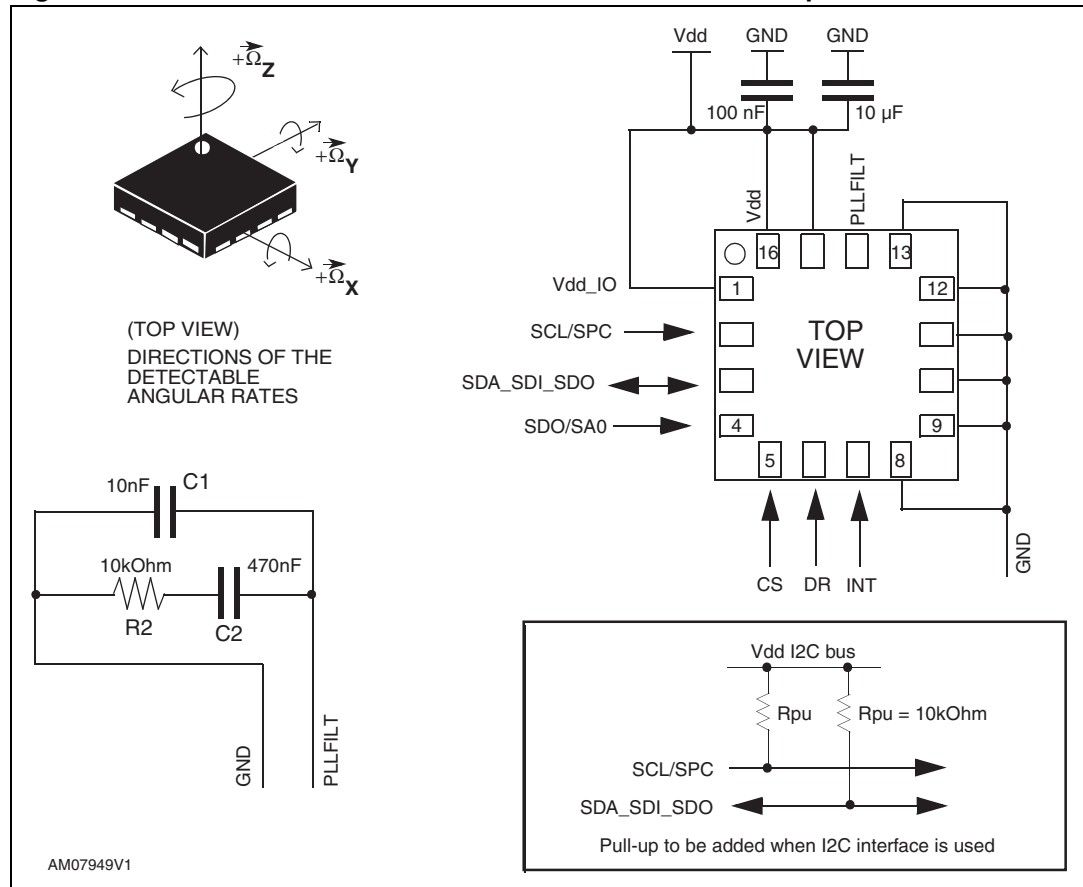 +Ω Z
+Ω Y
+Ω X
(TOP VIEW)
DIRECTIONS OF THE
DETECTABLE
ANGULAR RATES
Vdd GND GND
100 nF 10 µF
Vdd PLLFILT
16 13
Vdd_IO 1 12
SCL/SPC
TOP
VIEW
SDA_SDI_SDO
SDO/SA0 4 9
5 8
CS DR INT
GND
10nF C1
10kOhm 470nF
R2 C2
GND PLLFILT
Vdd I2C bus
Rpu Rpu = 10kOhm
SCL/SPC
SDA_SDI_SDO
Pull-up to be added when I2C interface is used
AM07949V1